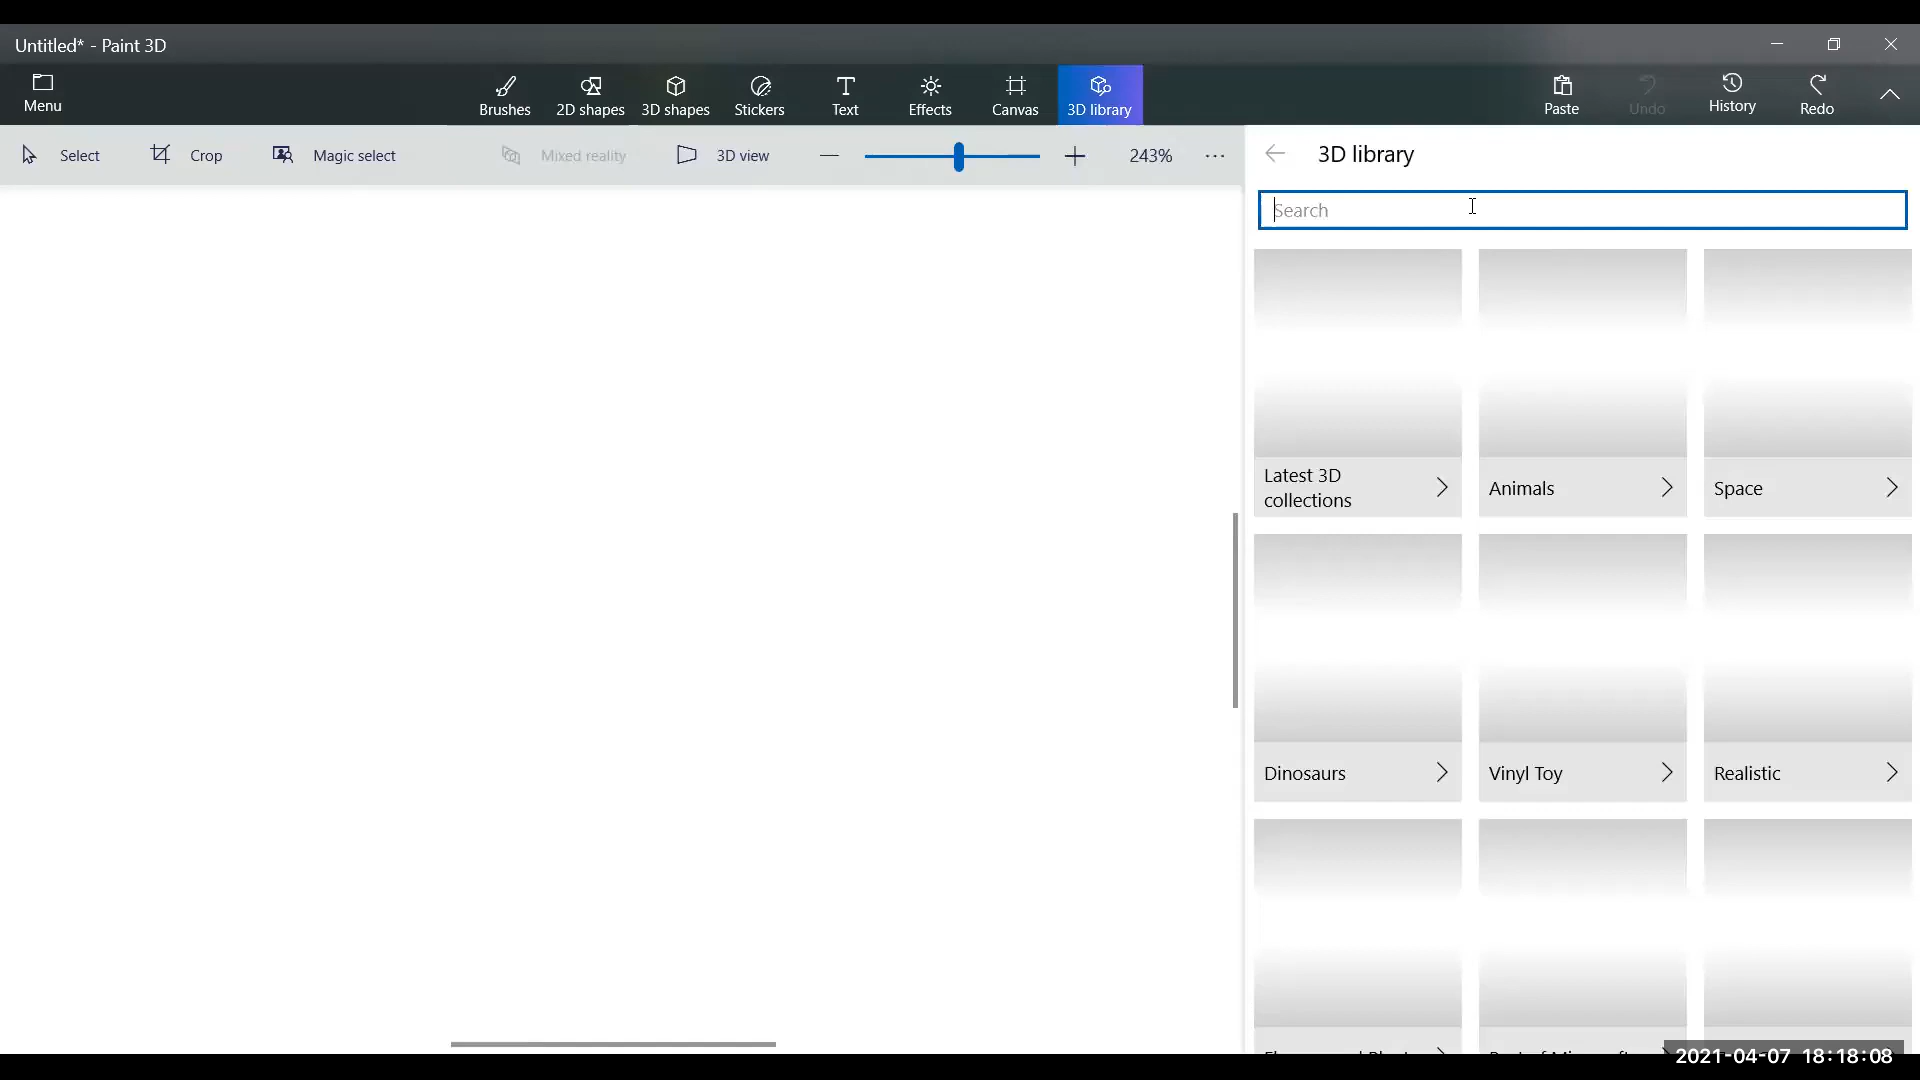 Untitled* - Paint 3D
Menu
Brushes
2D shapes
3D shapes
Stickers
Text
Effects
Canvas
3D library
Paste
Undo
History
Redo
Select
Crop
Magic select
Mixed reality
3D view
243%
3D library
Search
Latest 3D
collections
Animals
Space
Dinosaurs
Vinyl Toy
Realistic
2021-04-07 18:18:08